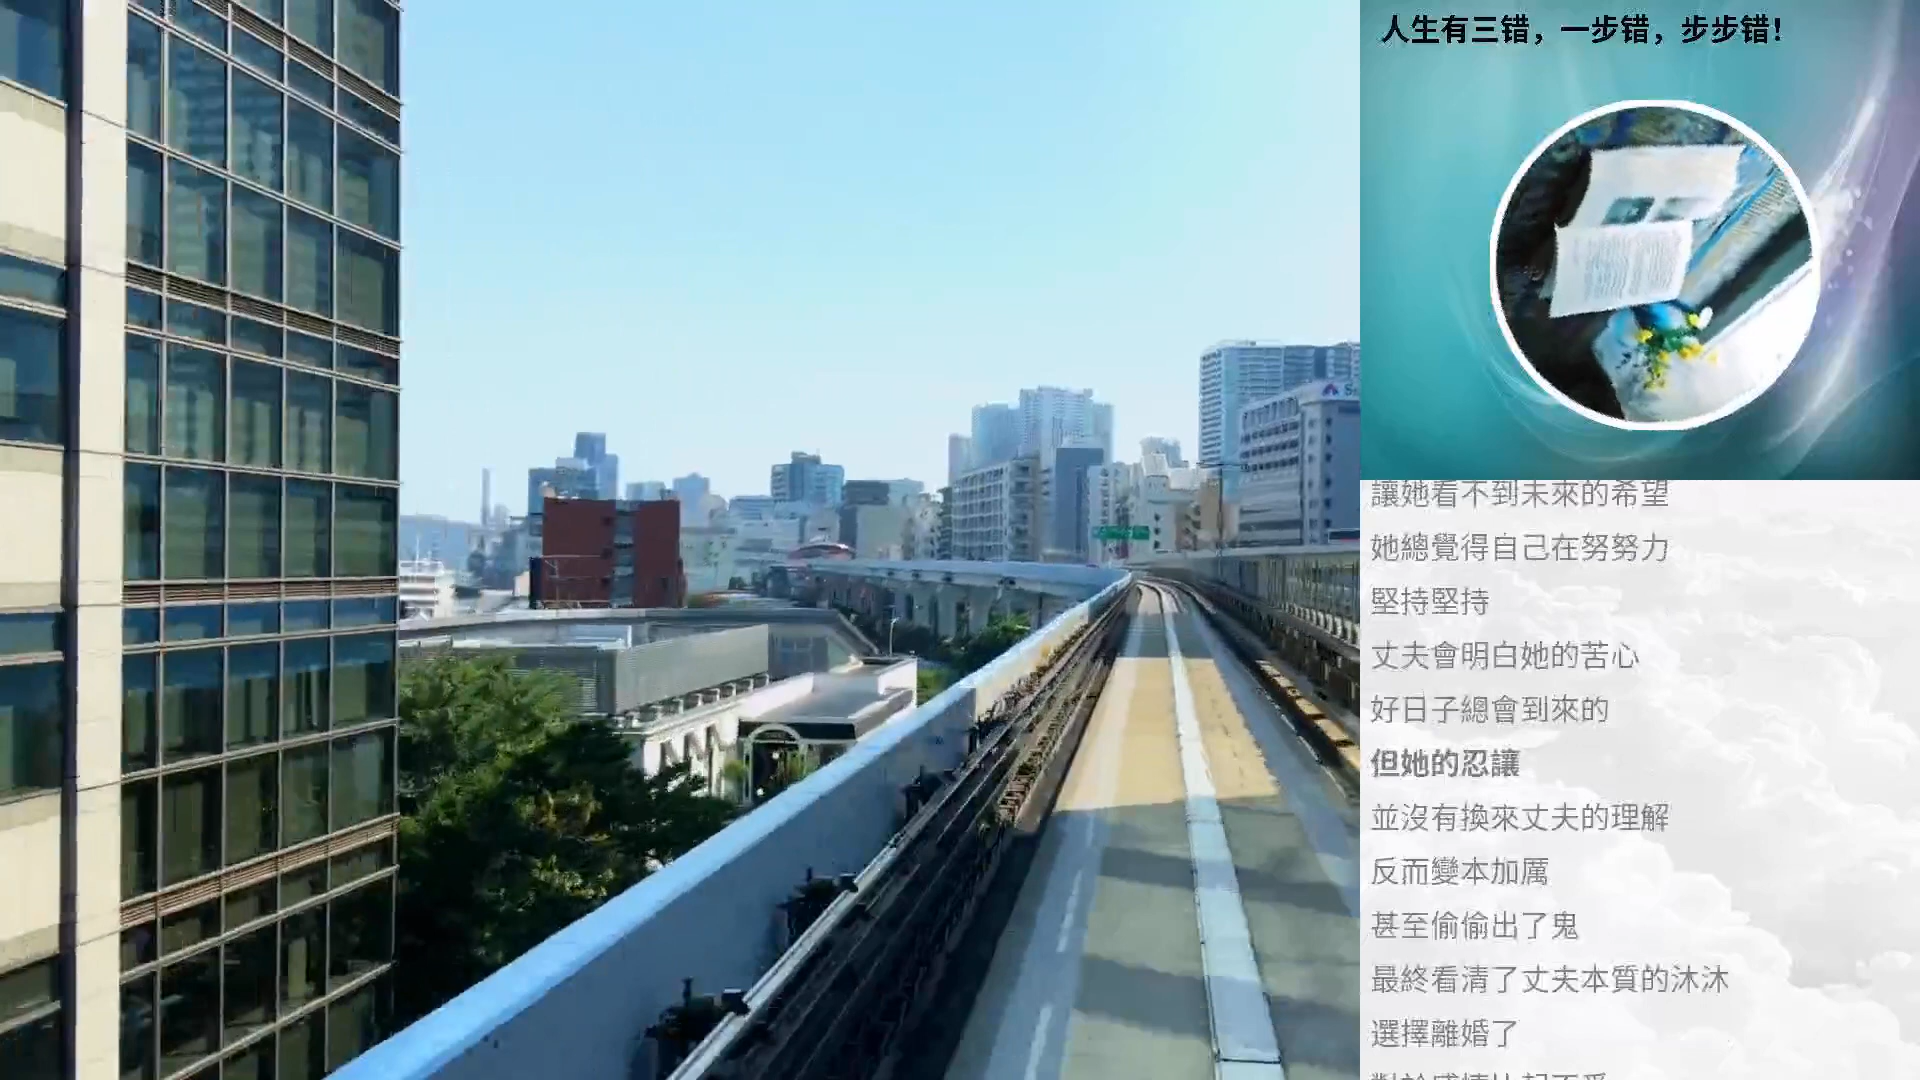 人生有三错，一步错，步步错！
讓她看不到未來的希望
她總覺得自己在努努力
堅持堅持
丈夫會明白她的苦心
好日子總會到來的
但她的忍讓
並沒有換來丈夫的理解
反而變本加厲
甚至偷偷出了鬼
最終看清了丈夫本質的沐沐
選擇離婚了